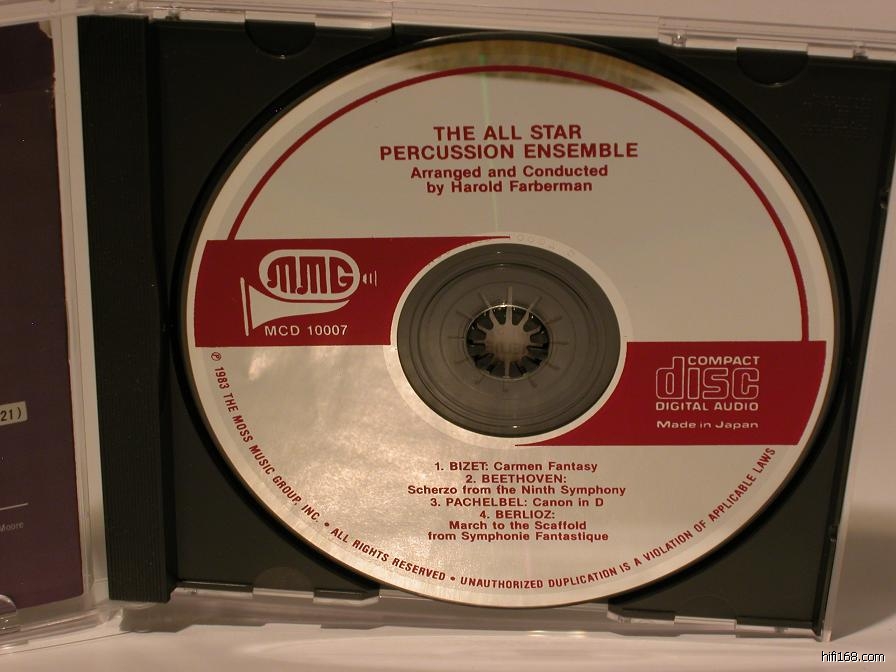 THE ALL STAR
PERCUSSION ENSEMBLE
Arranged and Conducted
by Harold Farberman
MMG
MCD 10007
COMPACT
disc
DIGITAL AUDIO
Made in Japan
1. BIZET: Carmen Fantasy
2. BEETHOVEN:
Scherzo from the Ninth Symphony
3. PACHELBEL: Canon in D
4. BERLIOZ:
March to the Scaffold
from Symphonie Fantastique
℗ 1983 THE MOSS MUSIC GROUP, INC. • ALL RIGHTS RESERVED • UNAUTHORIZED DUPLICATION IS A VIOLATION OF APPLICABLE LAWS
21)
Moore
hifi168.com